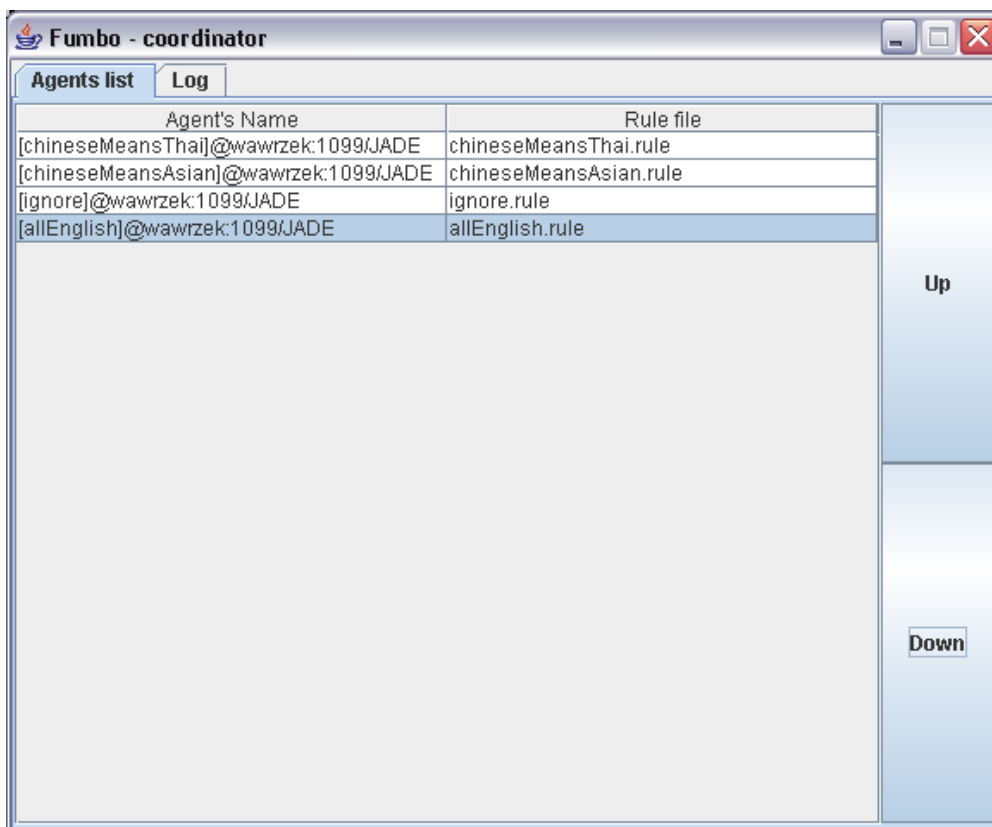 Fumbo - coordinator
Agents list Log
Agent's Name Rule file
[chineseMeansThai]@wawrzek:1099/JADE chineseMeansThai.rule
[chineseMeansAsian]@wawrzek:1099/JADE chineseMeansAsian.rule
[ignore]@wawrzek:1099/JADE ignore.rule
[allEnglish]@wawrzek:1099/JADE allEnglish.rule
Up
Down